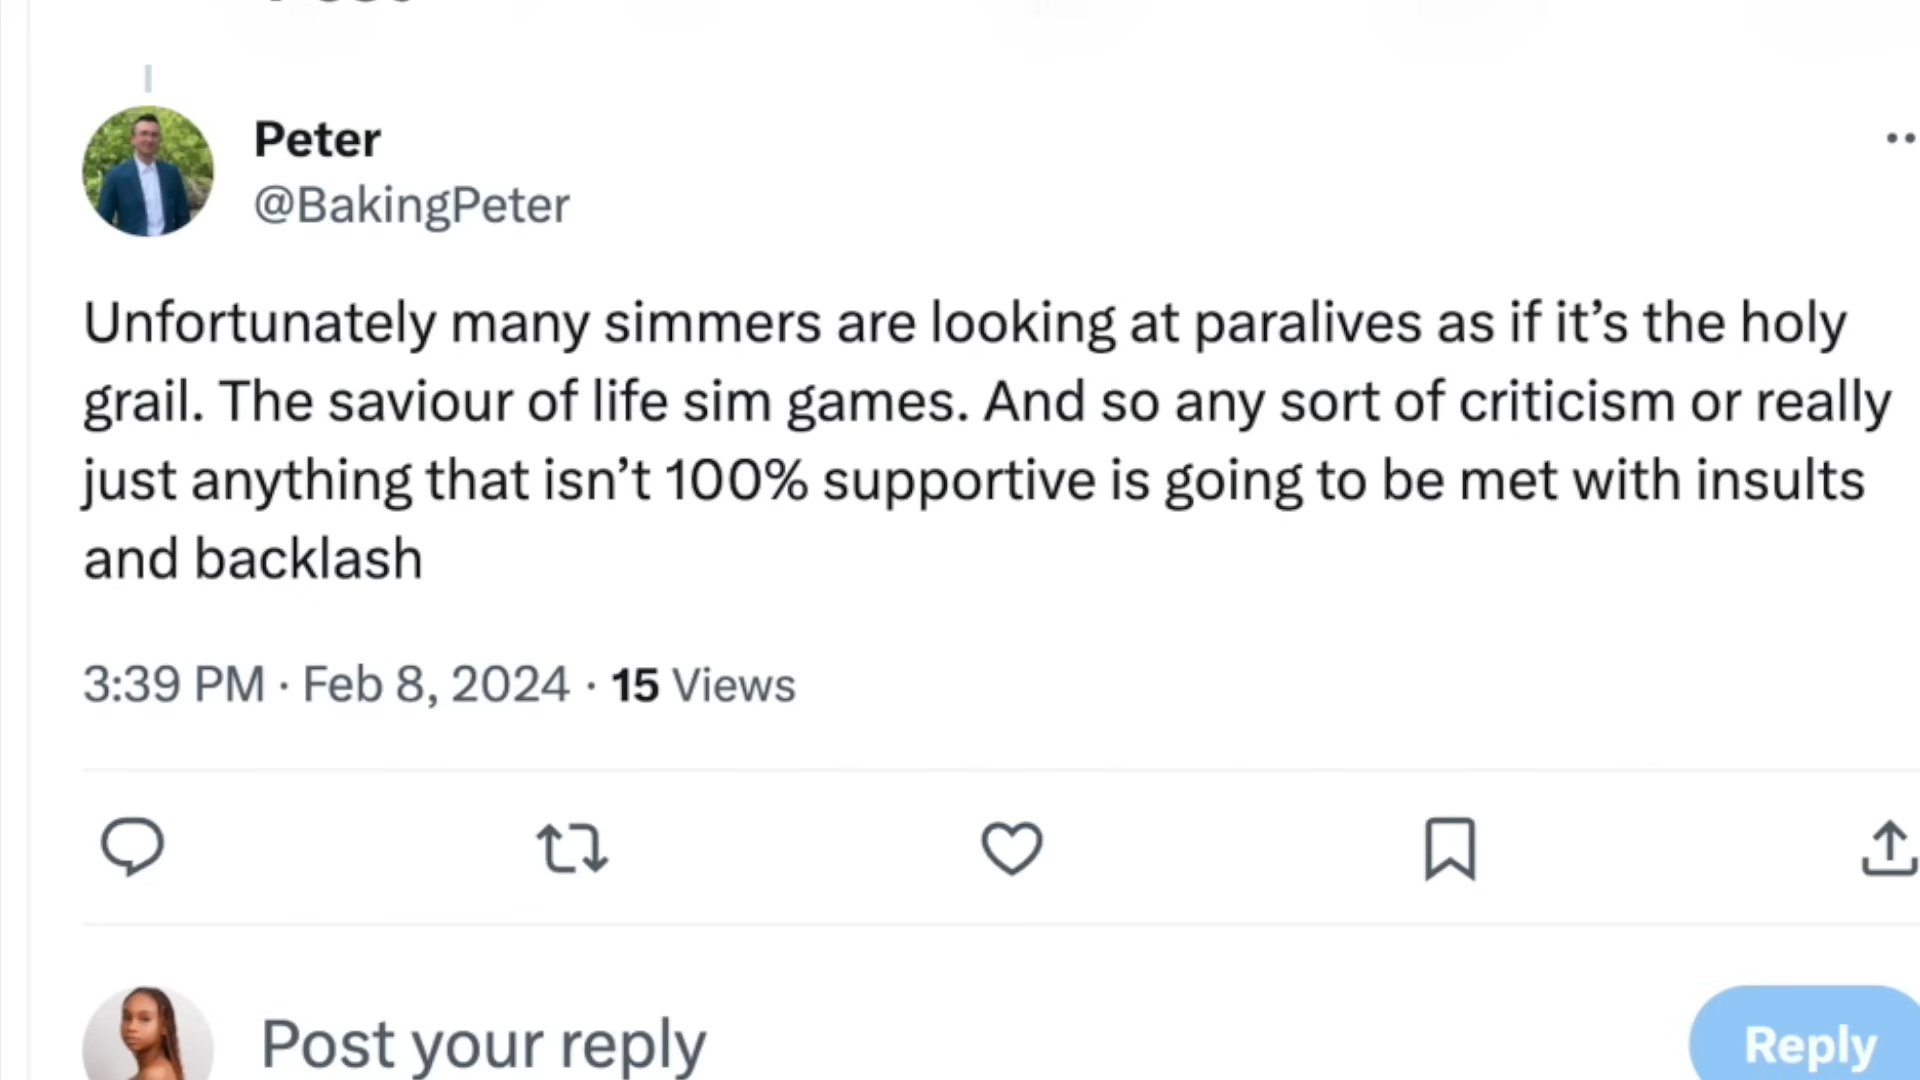 Peter
@BakingPeter
Unfortunately many simmers are looking at paralives as if it’s the holy
grail. The saviour of life sim games. And so any sort of criticism or really
just anything that isn’t 100% supportive is going to be met with insults
and backlash
3:39 PM · Feb 8, 2024 · 15 Views
Post your reply
Reply